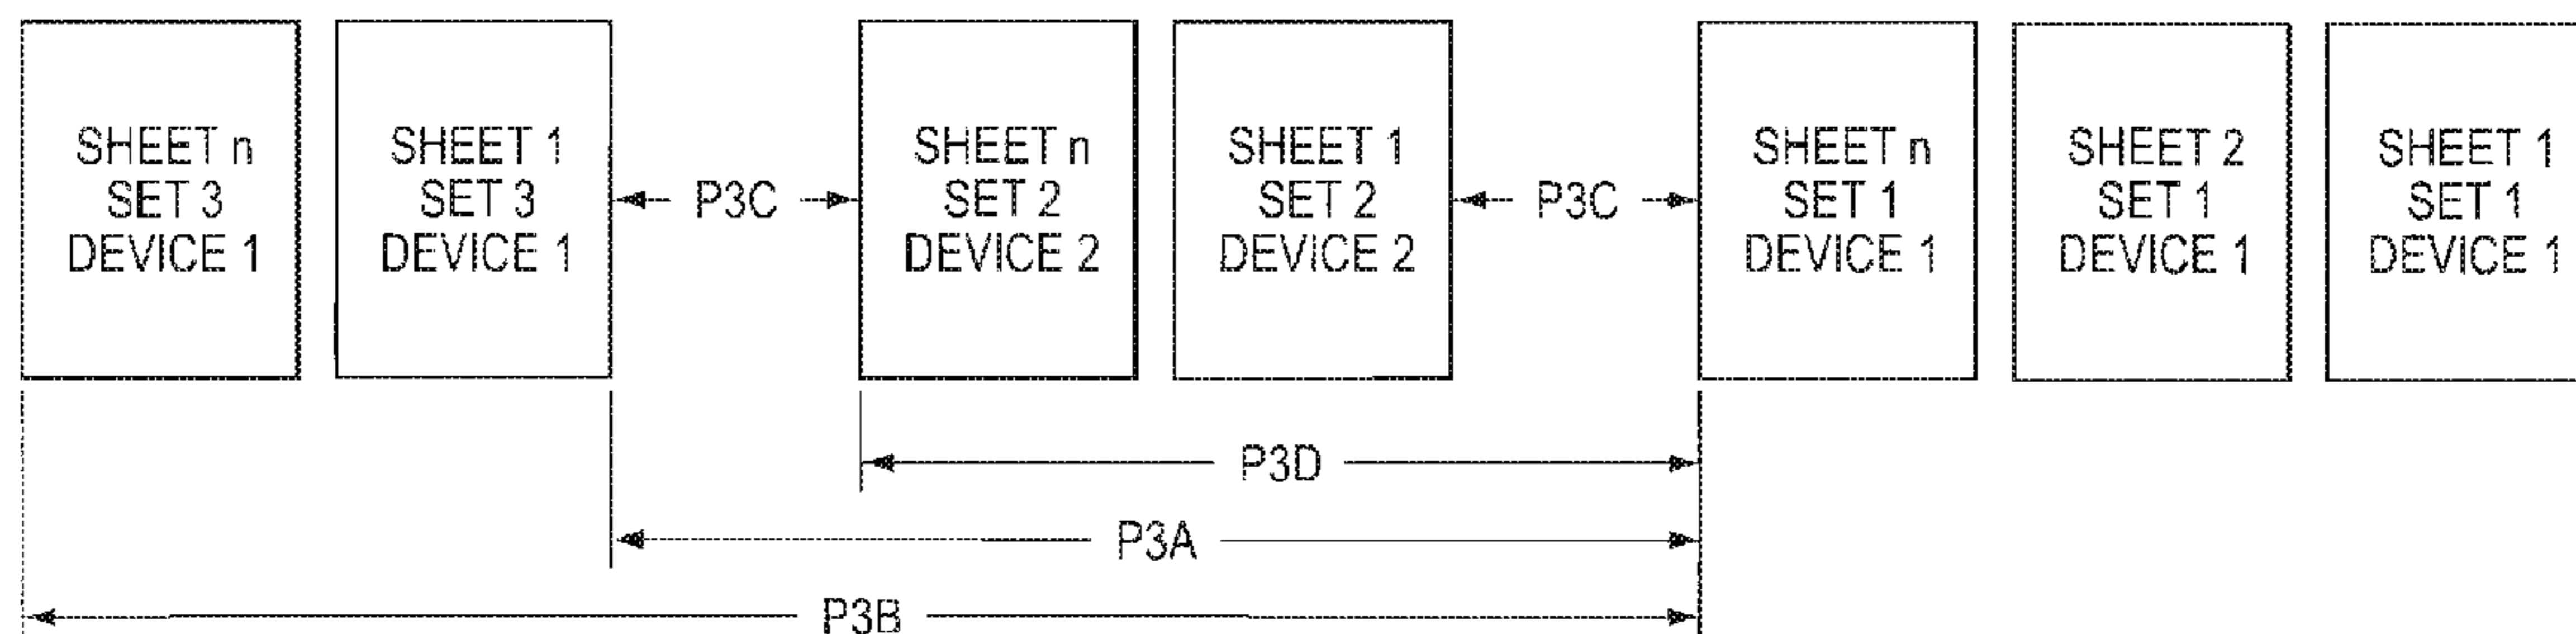 SHEET n
SET 3
DEVICE 1
SHEET 1
SET 3
DEVICE 1
P3C
SHEET n
SET 2
DEVICE 2
SHEET 1
SET 2
DEVICE 2
P3C
SHEET n
SET 1
DEVICE 1
SHEET 2
SET 1
DEVICE 1
SHEET 1
SET 1
DEVICE 1
P3D
P3A
P3B